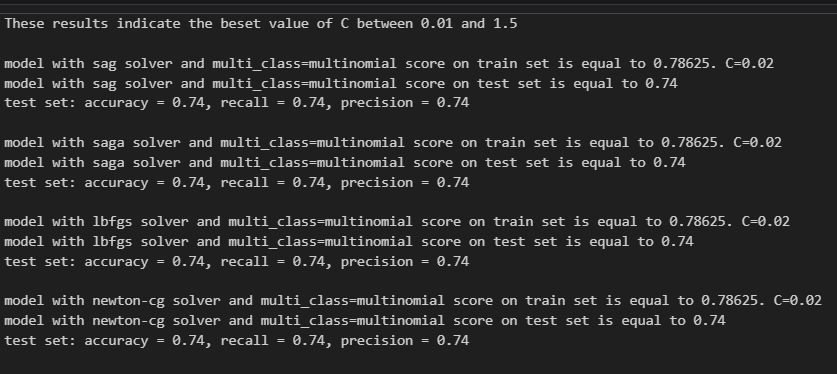 These results indicate the beset value of C between 0.01 and 1.5
model with sag solver and multi_class=multinomial score on train set is equal to 0.78625. C=0.02
model with sag solver and multi_class=multinomial score on test set is equal to 0.74
test set: accuracy = 0.74, recall = 0.74, precision = 0.74
model with saga solver and multi_class=multinomial score on train set is equal to 0.78625. C=0.02
model with saga solver and multi_class=multinomial score on test set is equal to 0.74
test set: accuracy = 0.74, recall = 0.74, precision = 0.74
model with lbfgs solver and multi_class=multinomial score on train set is equal to 0.78625. C=0.02
model with lbfgs solver and multi_class=multinomial score on test set is equal to 0.74
test set: accuracy = 0.74, recall = 0.74, precision = 0.74
model with newton-cg solver and multi_class=multinomial score on train set is equal to 0.78625. C=0.02
model with newton-cg solver and multi_class=multinomial score on test set is equal to 0.74
test set: accuracy = 0.74, recall = 0.74, precision = 0.74